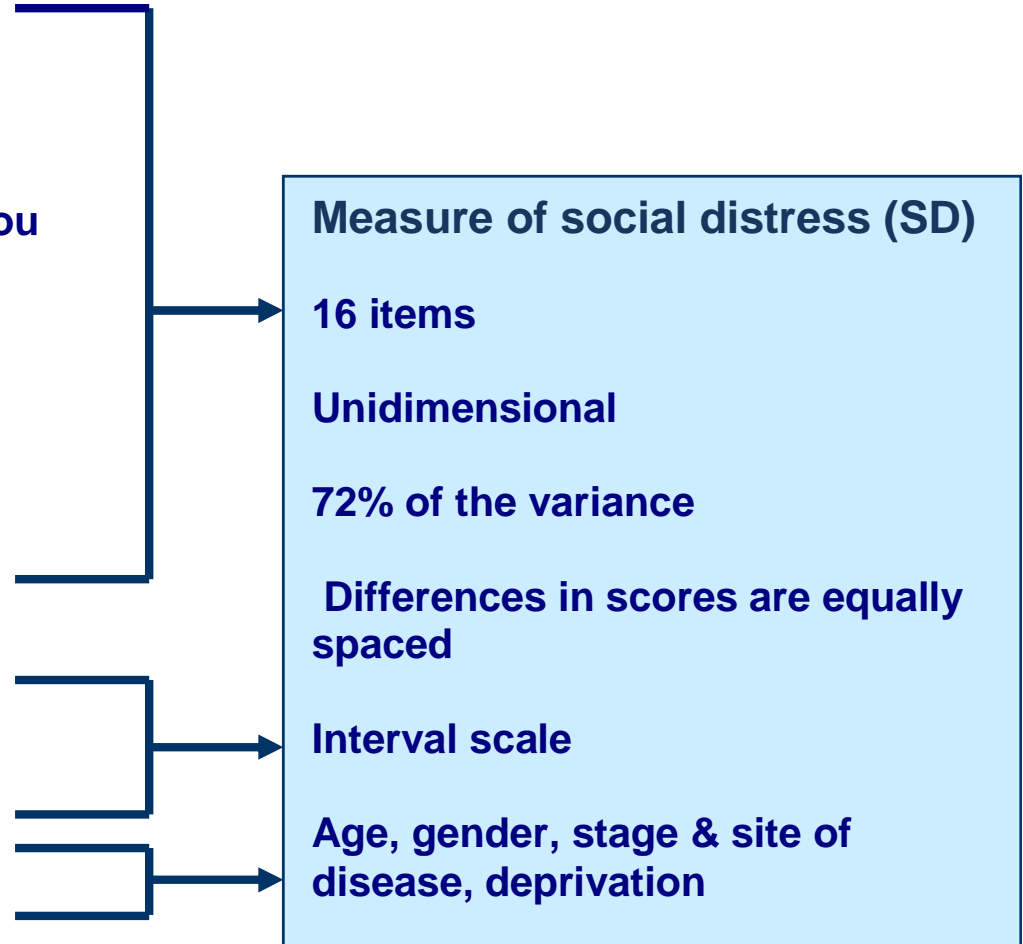 ou
Measure of social distress (SD)
16 items
Unidimensional
72% of the variance
Differences in scores are equally
spaced
Interval scale
Age, gender, stage & site of
disease, deprivation